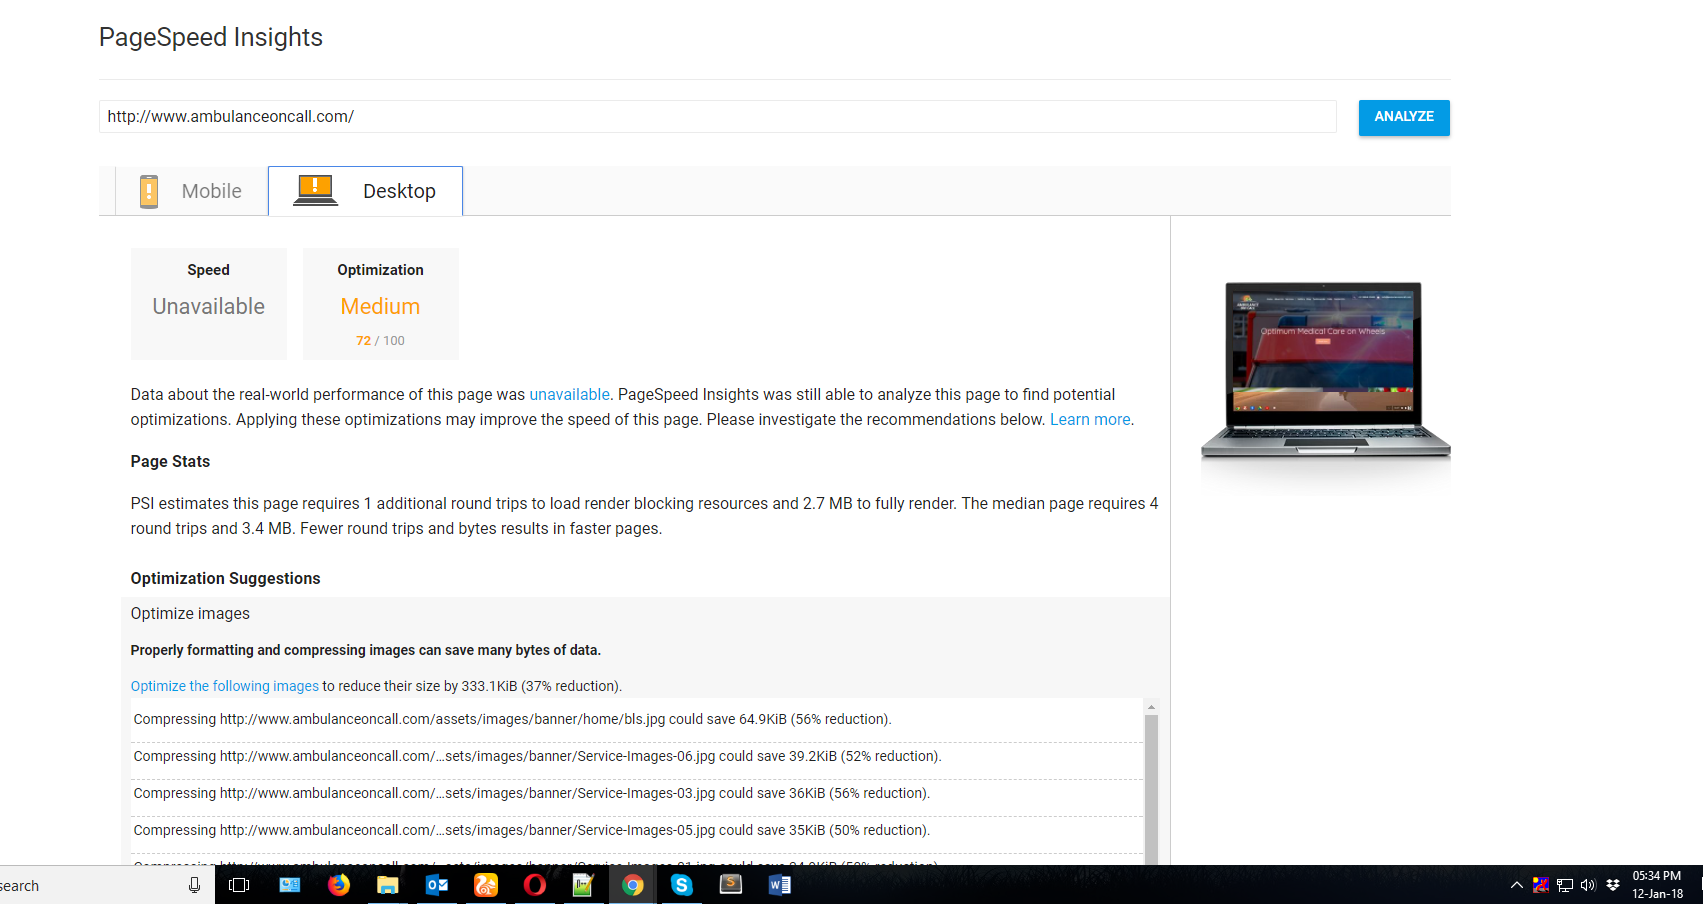 PageSpeed Insights
http://www.ambulanceoncall.com/
ANALYZE
Mobile
Desktop
Speed
Unavailable
Optimization
Medium
72 / 100
Optimum Medical Care on Wheels
Data about the real-world performance of this page was unavailable. PageSpeed Insights was still able to analyze this page to find potential
optimizations. Applying these optimizations may improve the speed of this page. Please investigate the recommendations below. Learn more.
Page Stats
PSI estimates this page requires 1 additional round trips to load render blocking resources and 2.7 MB to fully render. The median page requires 4
round trips and 3.4 MB. Fewer round trips and bytes results in faster pages.
Optimization Suggestions
Optimize images
Properly formatting and compressing images can save many bytes of data.
Optimize the following images to reduce their size by 333.1KiB (37% reduction).
Compressing http://www.ambulanceoncall.com/assets/images/banner/home/bls.jpg could save 64.9KiB (56% reduction).
Compressing http://www.ambulanceoncall.com/…sets/images/banner/Service-Images-06.jpg could save 39.2KiB (52% reduction).
Compressing http://www.ambulanceoncall.com/…sets/images/banner/Service-Images-03.jpg could save 36KiB (56% reduction).
Compressing http://www.ambulanceoncall.com/…sets/images/banner/Service-Images-05.jpg could save 35KiB (50% reduction).
search
05:34 PM
12-Jan-18